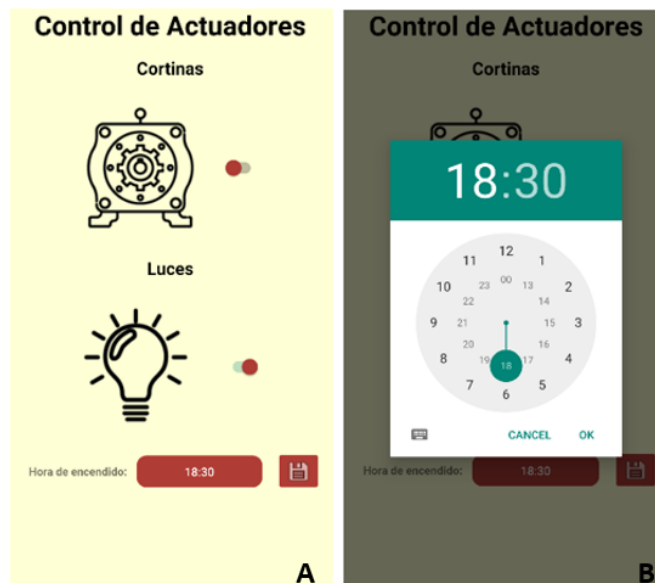 Control de Actuadores
Cortinas
Luces
Hora de encendido:
18:30
A
Control de Actuadores
Cortinas
18:30
12
11
1
00
23
13
10
2
22
14
9
21
15
3
20
16
8
4
19
17
18
7
5
6
CANCEL
OK
Hora de encendido:
18:30
B